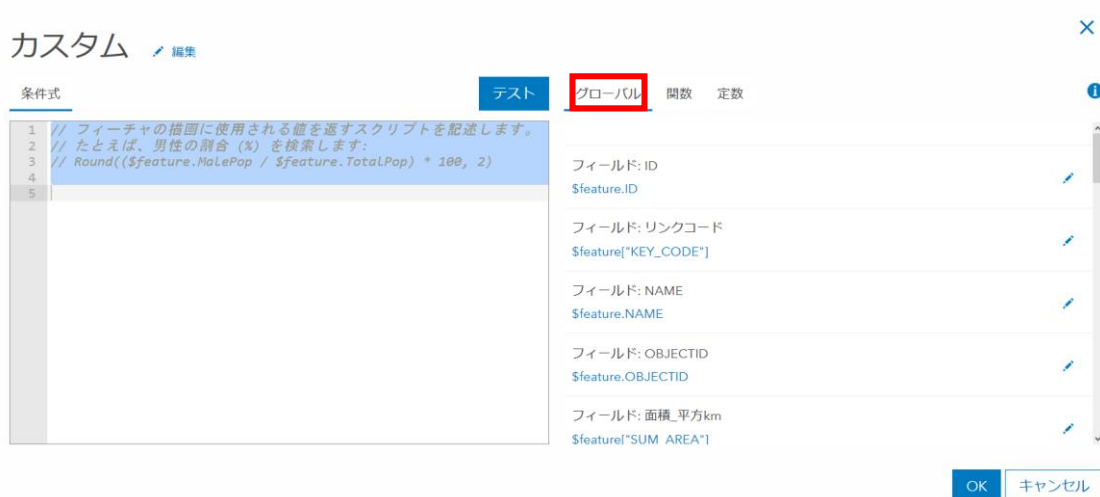 カスタム 編集
条件式
テスト
グローバル 関数 定数
1 // フィーチャの描画に使用される値を返すスクリプトを記述します。
2 // たとえば、男性の割合 (%) を検索します:
3 // Round(($feature.MalePop / $feature.TotalPop) * 100, 2)
4
5
フィールド: ID
$feature.ID
フィールド: リンクコード
$feature["KEY_CODE"]
フィールド: NAME
$feature.NAME
フィールド: OBJECTID
$feature.OBJECTID
フィールド: 面積_平方km
$feature["SUM_AREA"]
OK キャンセル